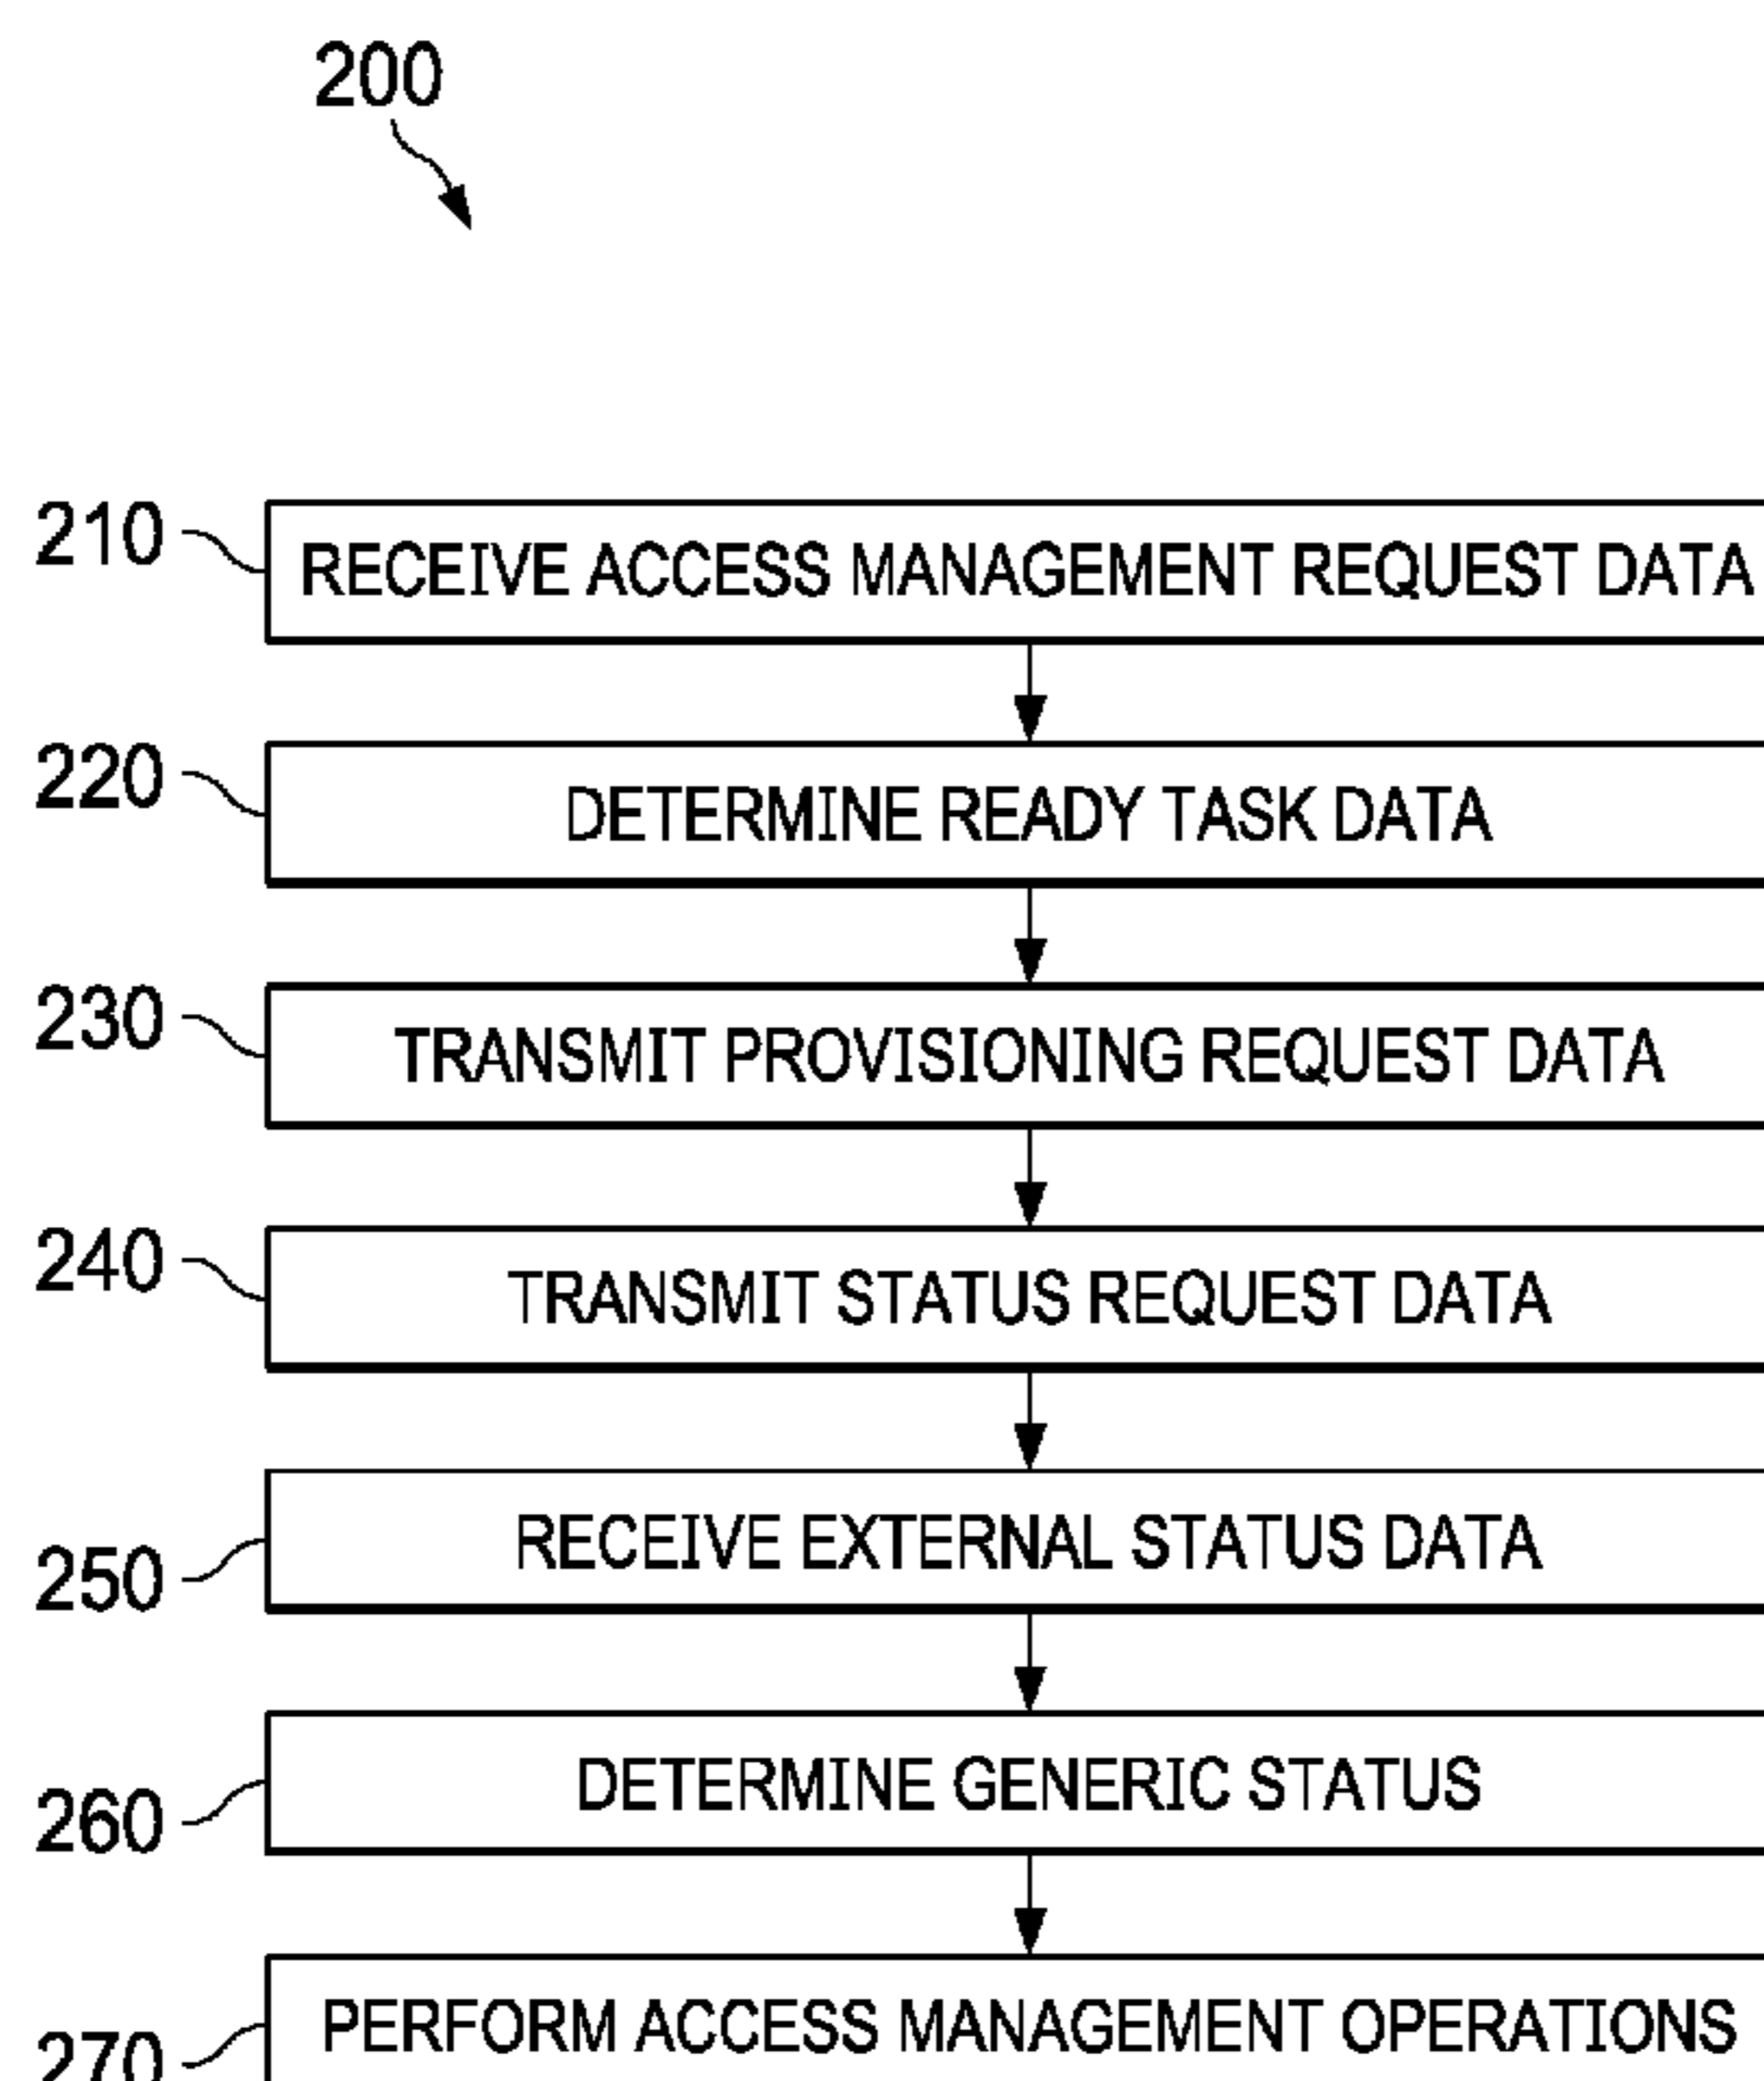 200
210 RECEIVE ACCESS MANAGEMENT REQUEST DATA
220 DETERMINE READY TASK DATA
230 TRANSMIT PROVISIONING REQUEST DATA
240 TRANSMIT STATUS REQUEST DATA
250 RECEIVE EXTERNAL STATUS DATA
260 DETERMINE GENERIC STATUS
270 PERFORM ACCESS MANAGEMENT OPERATIONS